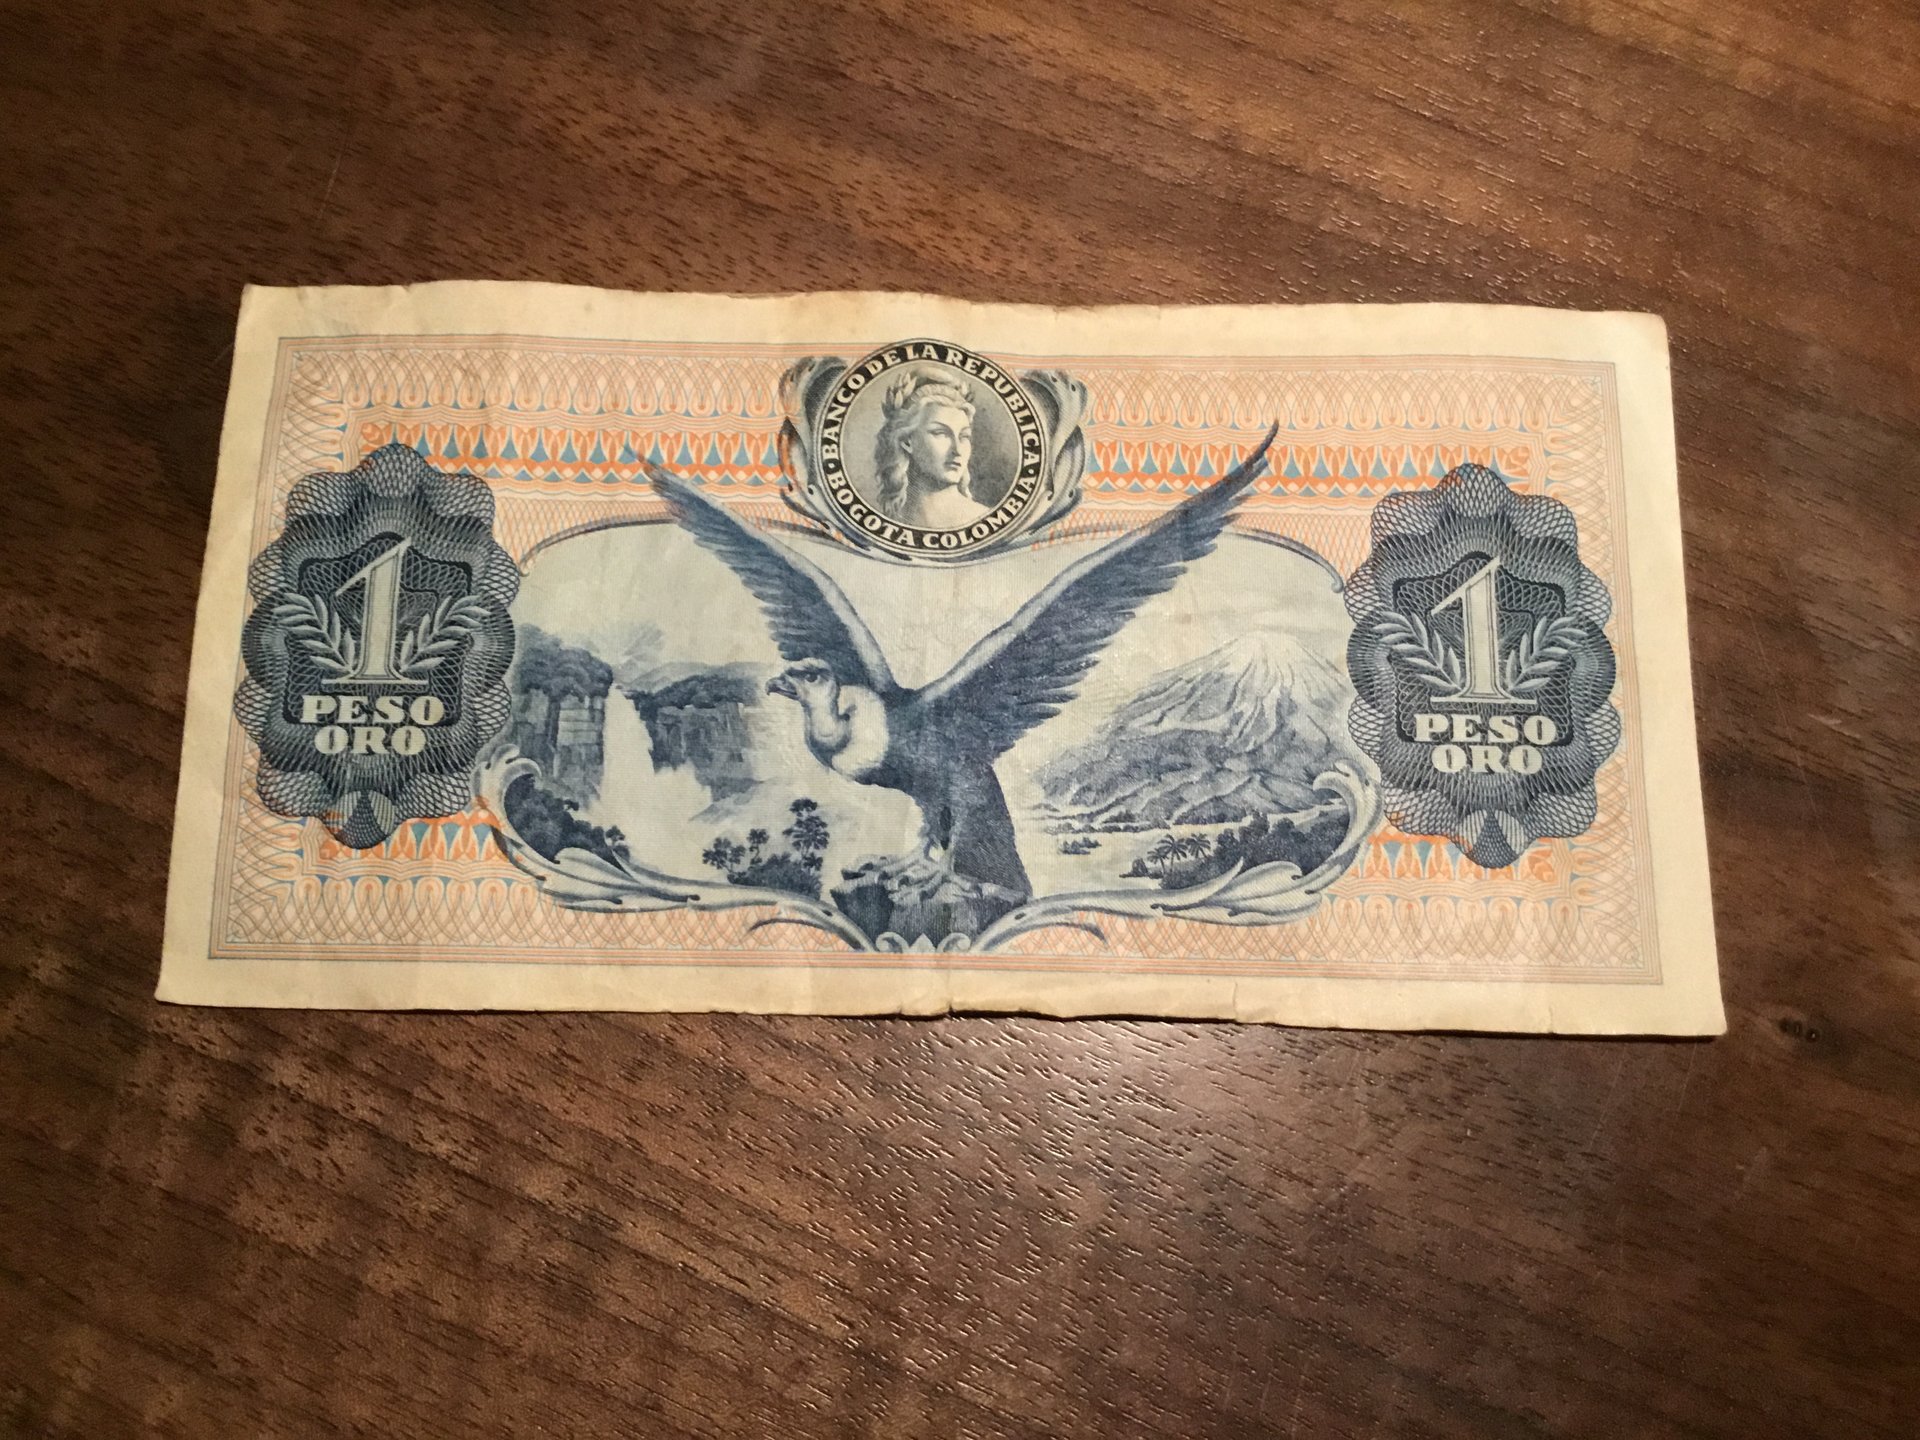 BANCO DE LA REPUBLICA
BOGOTA COLOMBIA
1
PESO
ORO
1
PESO
ORO